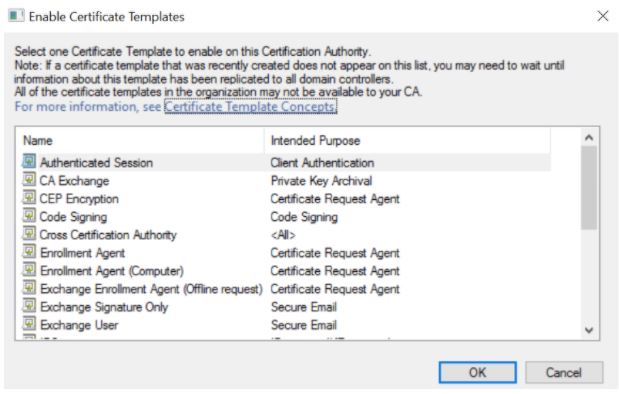 Enable Certificate Templates
Select one Certificate Template to enable on this Certification Authority.
Note: If a certificate template that was recently created does not appear on this list, you may need to wait until
information about this template has been replicated to all domain controllers.
All of the certificate templates in the organization may not be available to your CA.
For more information, see Certificate Template Concepts.
Name Intended Purpose
Authenticated Session Client Authentication
CA Exchange Private Key Archival
CEP Encryption Certificate Request Agent
Code Signing Code Signing
Cross Certification Authority <All>
Enrollment Agent Certificate Request Agent
Enrollment Agent (Computer) Certificate Request Agent
Exchange Enrollment Agent (Offline request) Certificate Request Agent
Exchange Signature Only Secure Email
Exchange User Secure Email
OK Cancel